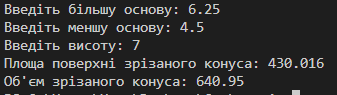 Введіть більшу основу: 6.25
Введіть меншу основу: 4.5
Введіть висоту: 7
Площа поверхні зрізаного конуса: 430.016
Об'єм зрізаного конуса: 640.95